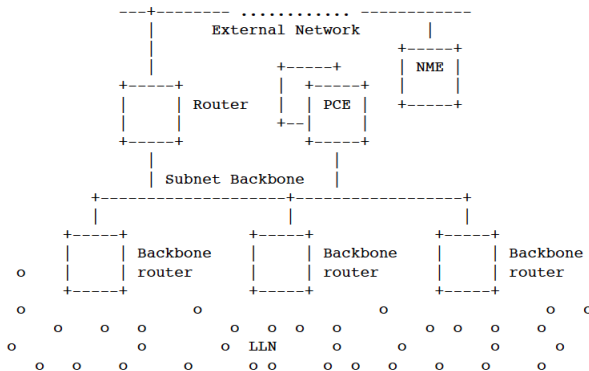 External Network
NME
Router
PCE
Subnet Backbone
Backbone Backbone Backbone
router router router
LLN